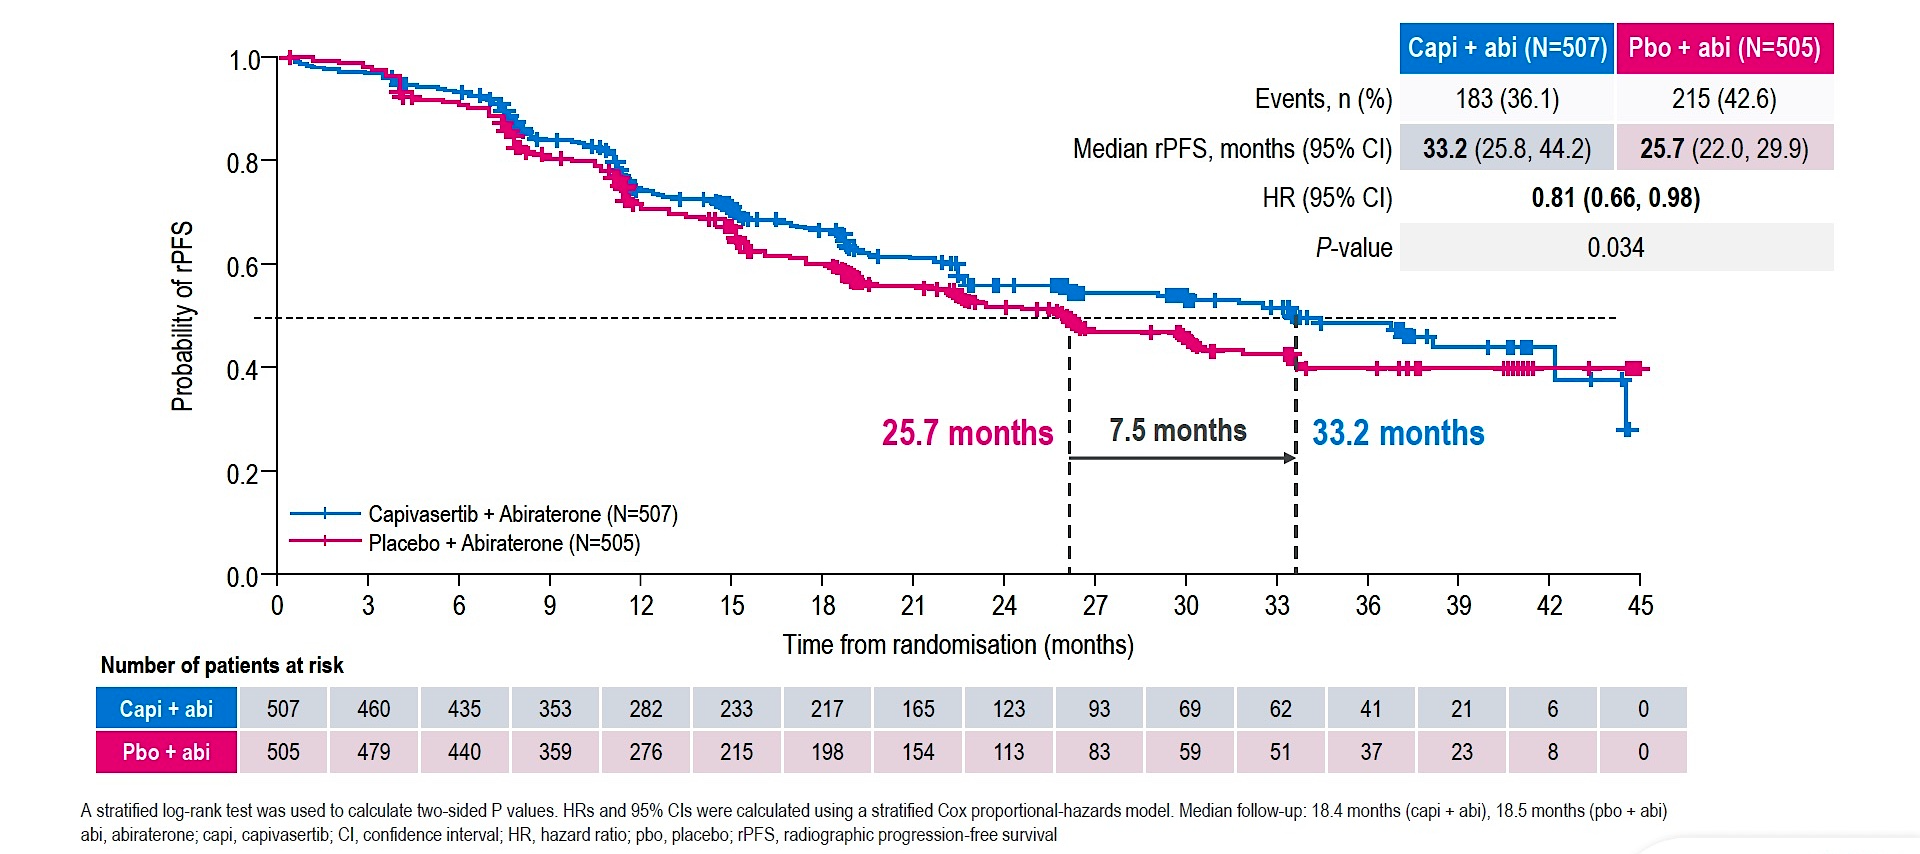 Capi + abi (N=507) Pbo + abi (N=505)
Events, n (%) 183 (36.1) 215 (42.6)
Median rPFS, months (95% CI) 33.2 (25.8, 44.2) 25.7 (22.0, 29.9)
HR (95% CI) 0.81 (0.66, 0.98)
P-value 0.034
Probability of rPFS
1.0
0.8
0.6
0.4
0.2
0.0
25.7 months 7.5 months 33.2 months
Capivasertib + Abiraterone (N=507)
Placebo + Abiraterone (N=505)
0 3 6 9 12 15 18 21 24 27 30 33 36 39 42 45
Time from randomisation (months)
Number of patients at risk
Capi + abi 507 460 435 353 282 233 217 165 123 93 69 62 41 21 6 0
Pbo + abi 505 479 440 359 276 215 198 154 113 83 59 51 37 23 8 0
A stratified log-rank test was used to calculate two-sided P values. HRs and 95% CIs were calculated using a stratified Cox proportional-hazards model. Median follow-up: 18.4 months (capi + abi), 18.5 months (pbo + abi)
abi, abiraterone; capi, capivasertib; CI, confidence interval; HR, hazard ratio; pbo, placebo; rPFS, radiographic progression-free survival